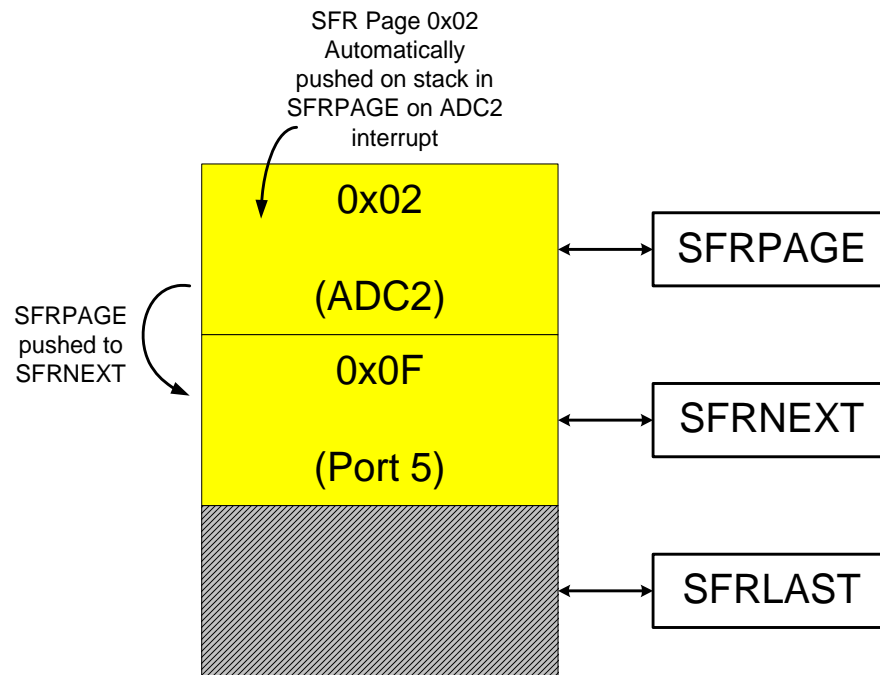 SFR Page 0x02
Automatically
pushed on stack in
SFRPAGE on ADC2
interrupt
0x02
(ADC2)
SFRPAGE
SFRPAGE
pushed to
SFRNEXT
0x0F
(Port 5)
SFRNEXT
SFRLAST